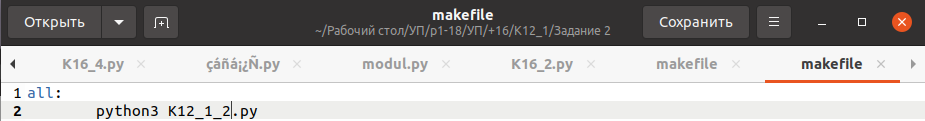 makefile
Открыть
~/Рабочий стол/УП/р1-18/УП/+16/K12_1/Задание 2
Сохранить
K16_4.py çáñá¡¿Ñ.py modul.py K16_2.py makefile makefile
1 all:
2 python3 K12_1_2.py